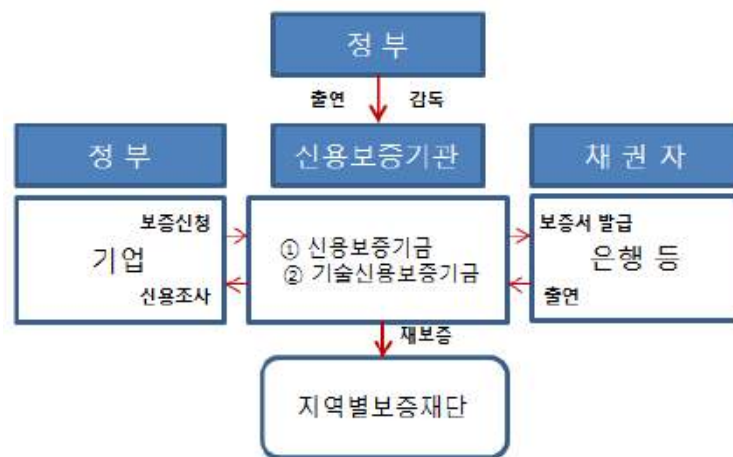 정 부
출연 감독
정 부
신용보증기관
채 권 자
보증신청
기업
신용조사
① 신용보증기금
② 기술신용보증기금
보증서 발급
은행 등
출연
재보증
지역별보증재단